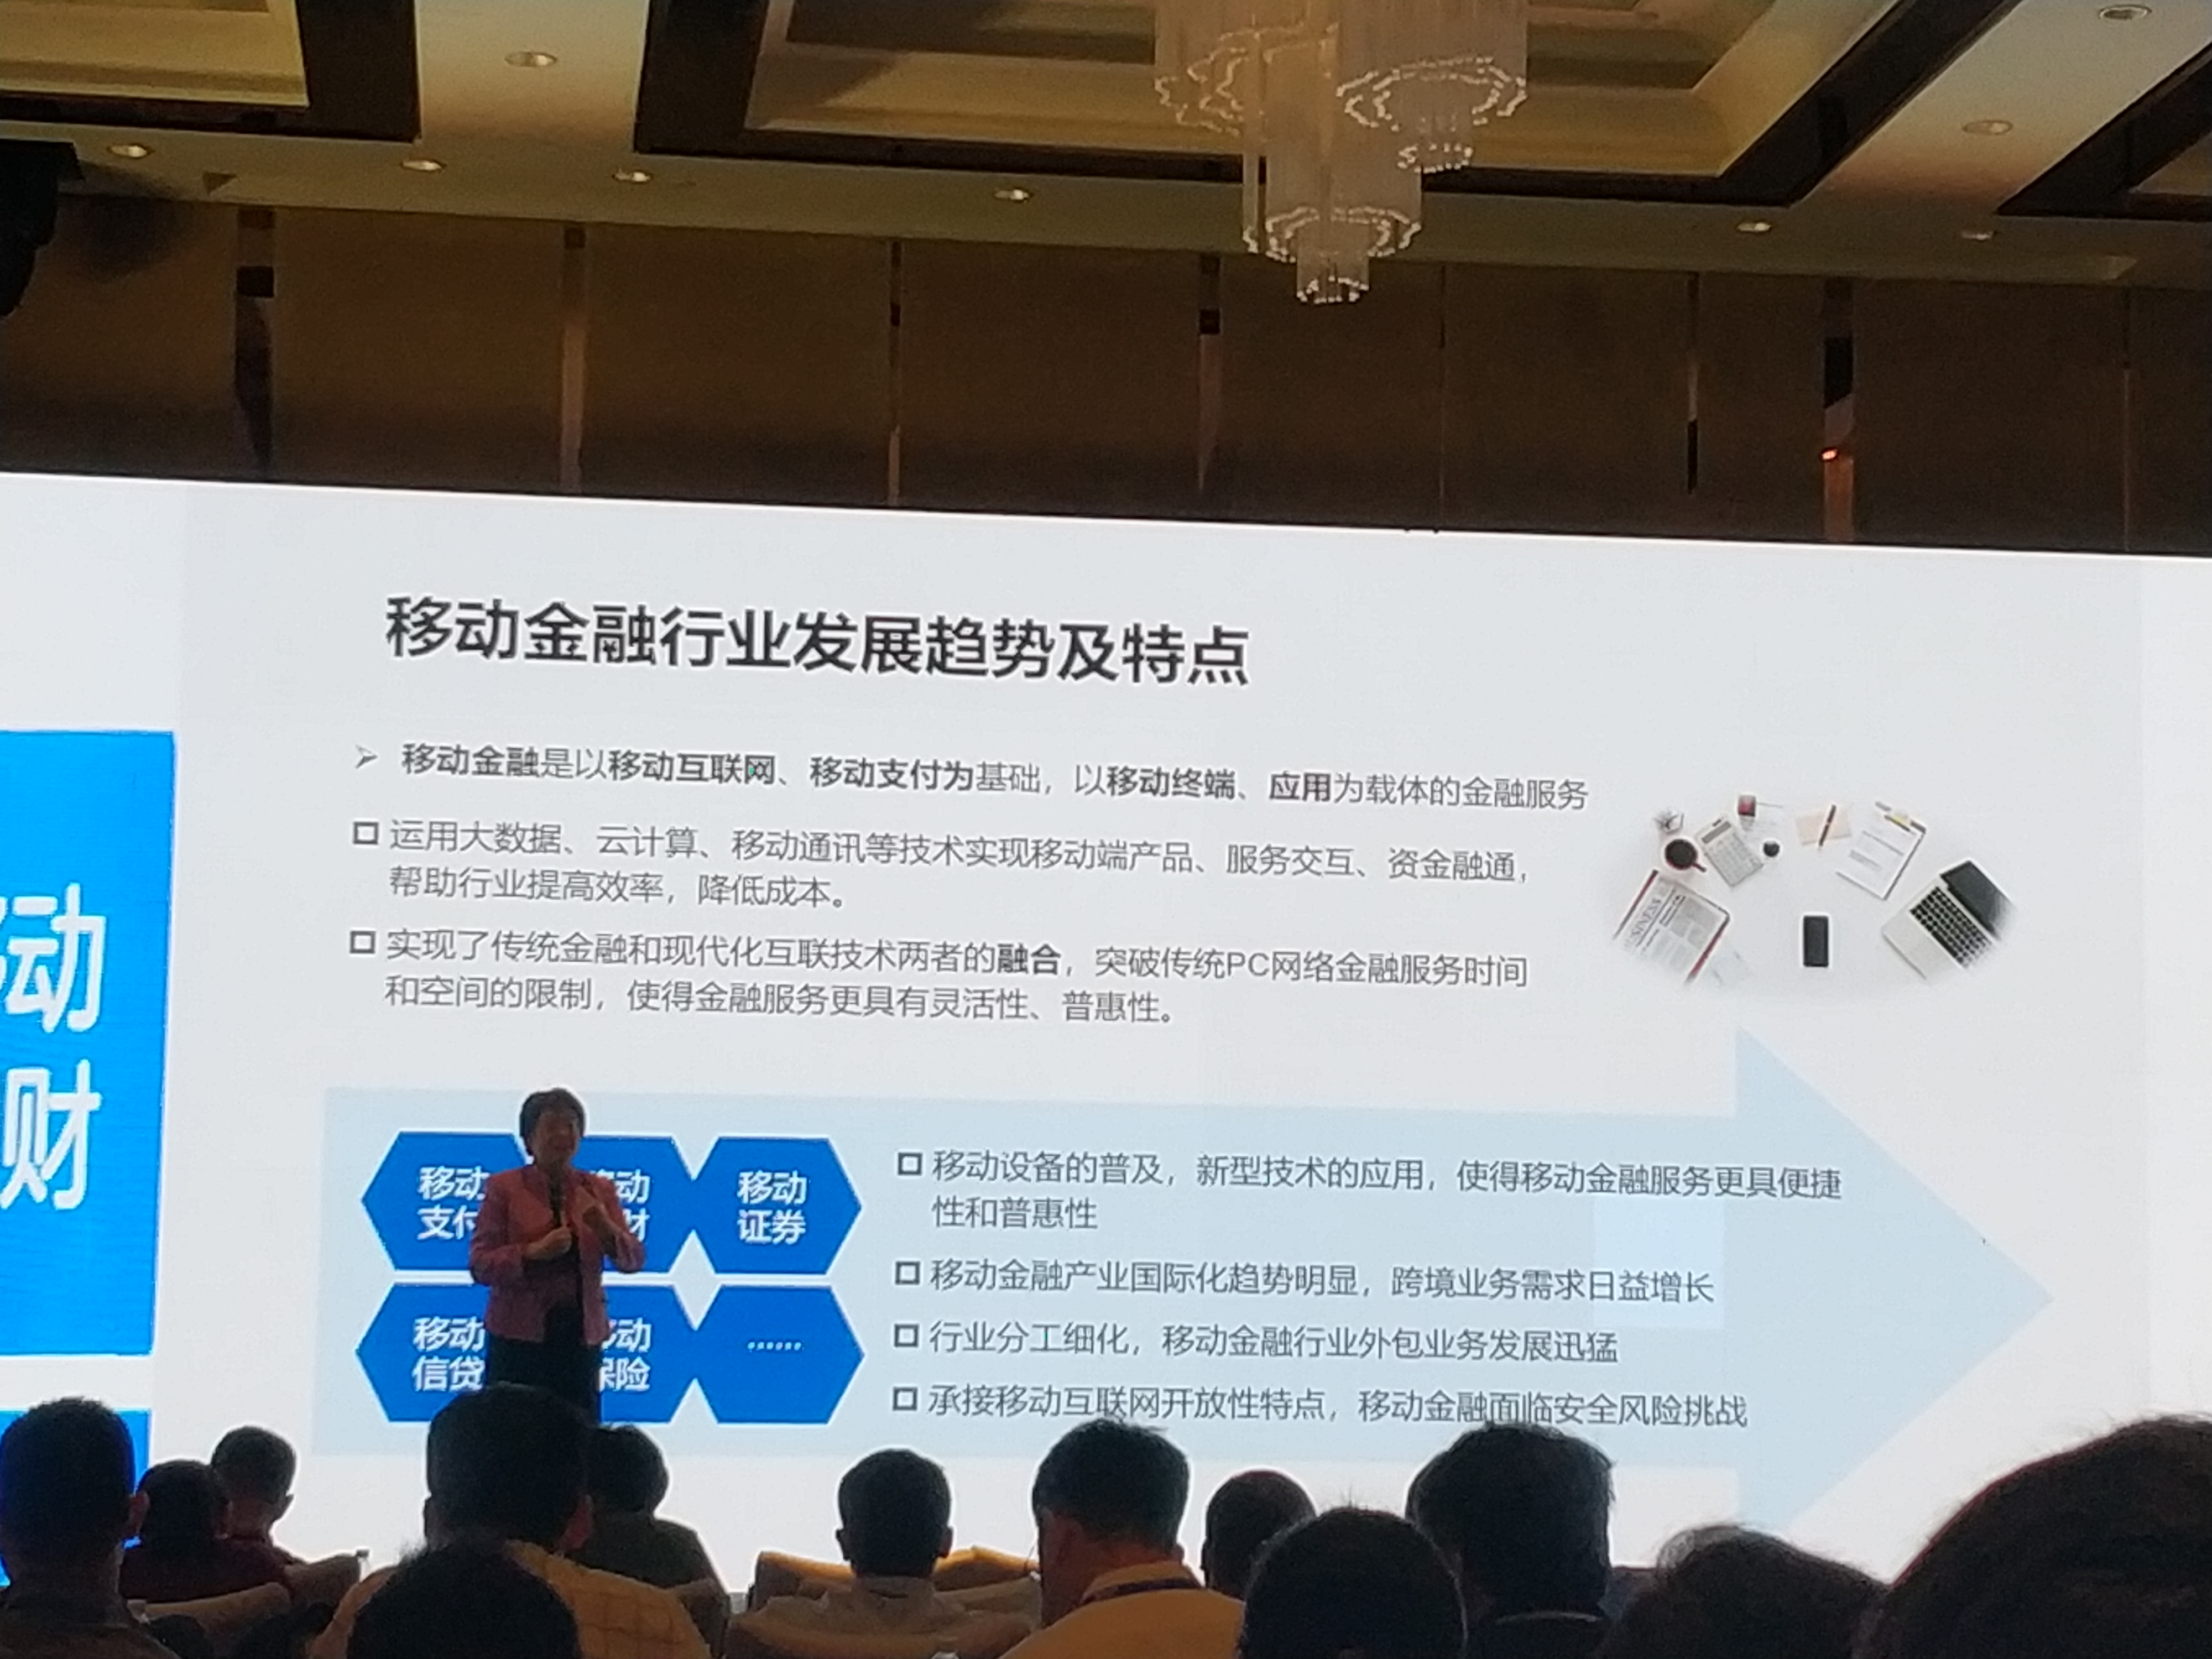 移动金融行业发展趋势及特点
移动金融是以移动互联网、移动支付为基础，以移动终端、应用为载体的金融服务
运用大数据、云计算、移动通讯等技术实现移动端产品、服务交互、资金融通，
帮助行业提高效率，降低成本。
实现了传统金融和现代化互联技术两者的融合，突破传统PC网络金融服务时间
和空间的限制，使得金融服务更具有灵活性、普惠性。
动
财
移动
支付
动
财
移动
证券
移动
信贷
动
保险
……
移动设备的普及，新型技术的应用，使得移动金融服务更具便捷
性和普惠性
移动金融产业国际化趋势明显，跨境业务需求日益增长
行业分工细化，移动金融行业外包业务发展迅猛
承接移动互联网开放性特点，移动金融面临安全风险挑战